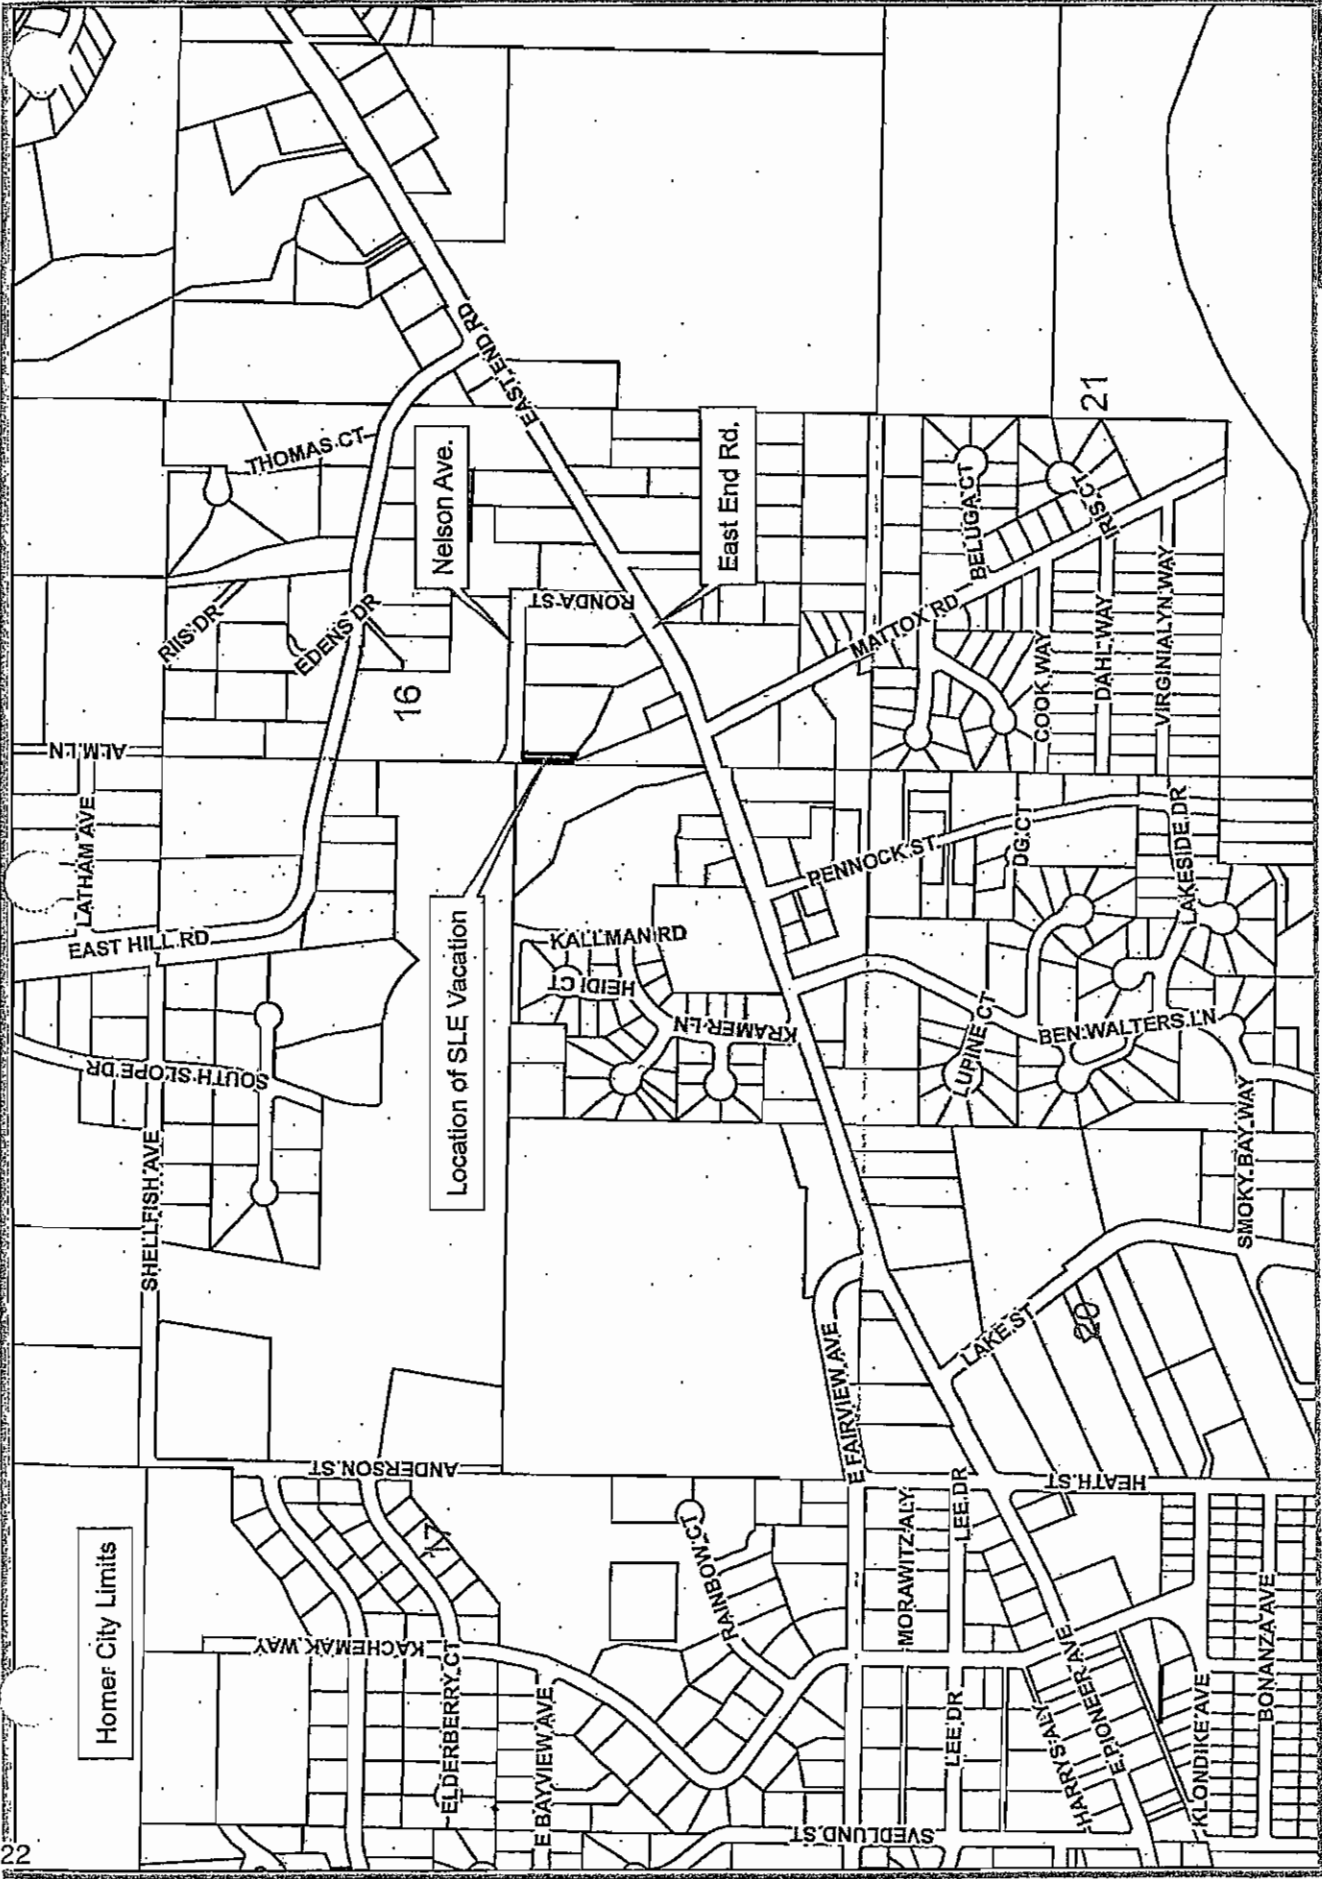 22
Homer City Limits
Location of SLE Vacation
Nelson Ave.
East End Rd.
SHELLFISH AVE
SOUTH SLOPE DR
EAST HILL RD
LATHAM AVE
ALM LN
RIIS DR
EDENS DR
THOMAS CT
EAST END RD
16
RONDA ST
KALLMAN RD
HEIDI CT
KRAMER LN
ANDERSON ST
17
KACHEMAK WAY
ELDERBERRY CT
E BAYVIEW AVE
RAINBOW CT
E FAIRVIEW AVE
MORAWITZ ALY
LEE DR
LEE DR
HARRYS ALY
E PIONEER AVE
SVEDLUND ST
KLONDIKE AVE
BONANZA AVE
HEATH ST
LAKE ST
20
SMOKY BAY WAY
BEN WALTERS LN
LUPINE CT
LAKESIDE DR
PENNOCK ST
DG CT
MATTOX RD
COOK WAY
DAHL WAY
VIRGINIALYN WAY
BELUGA CT
IRIS CT
21